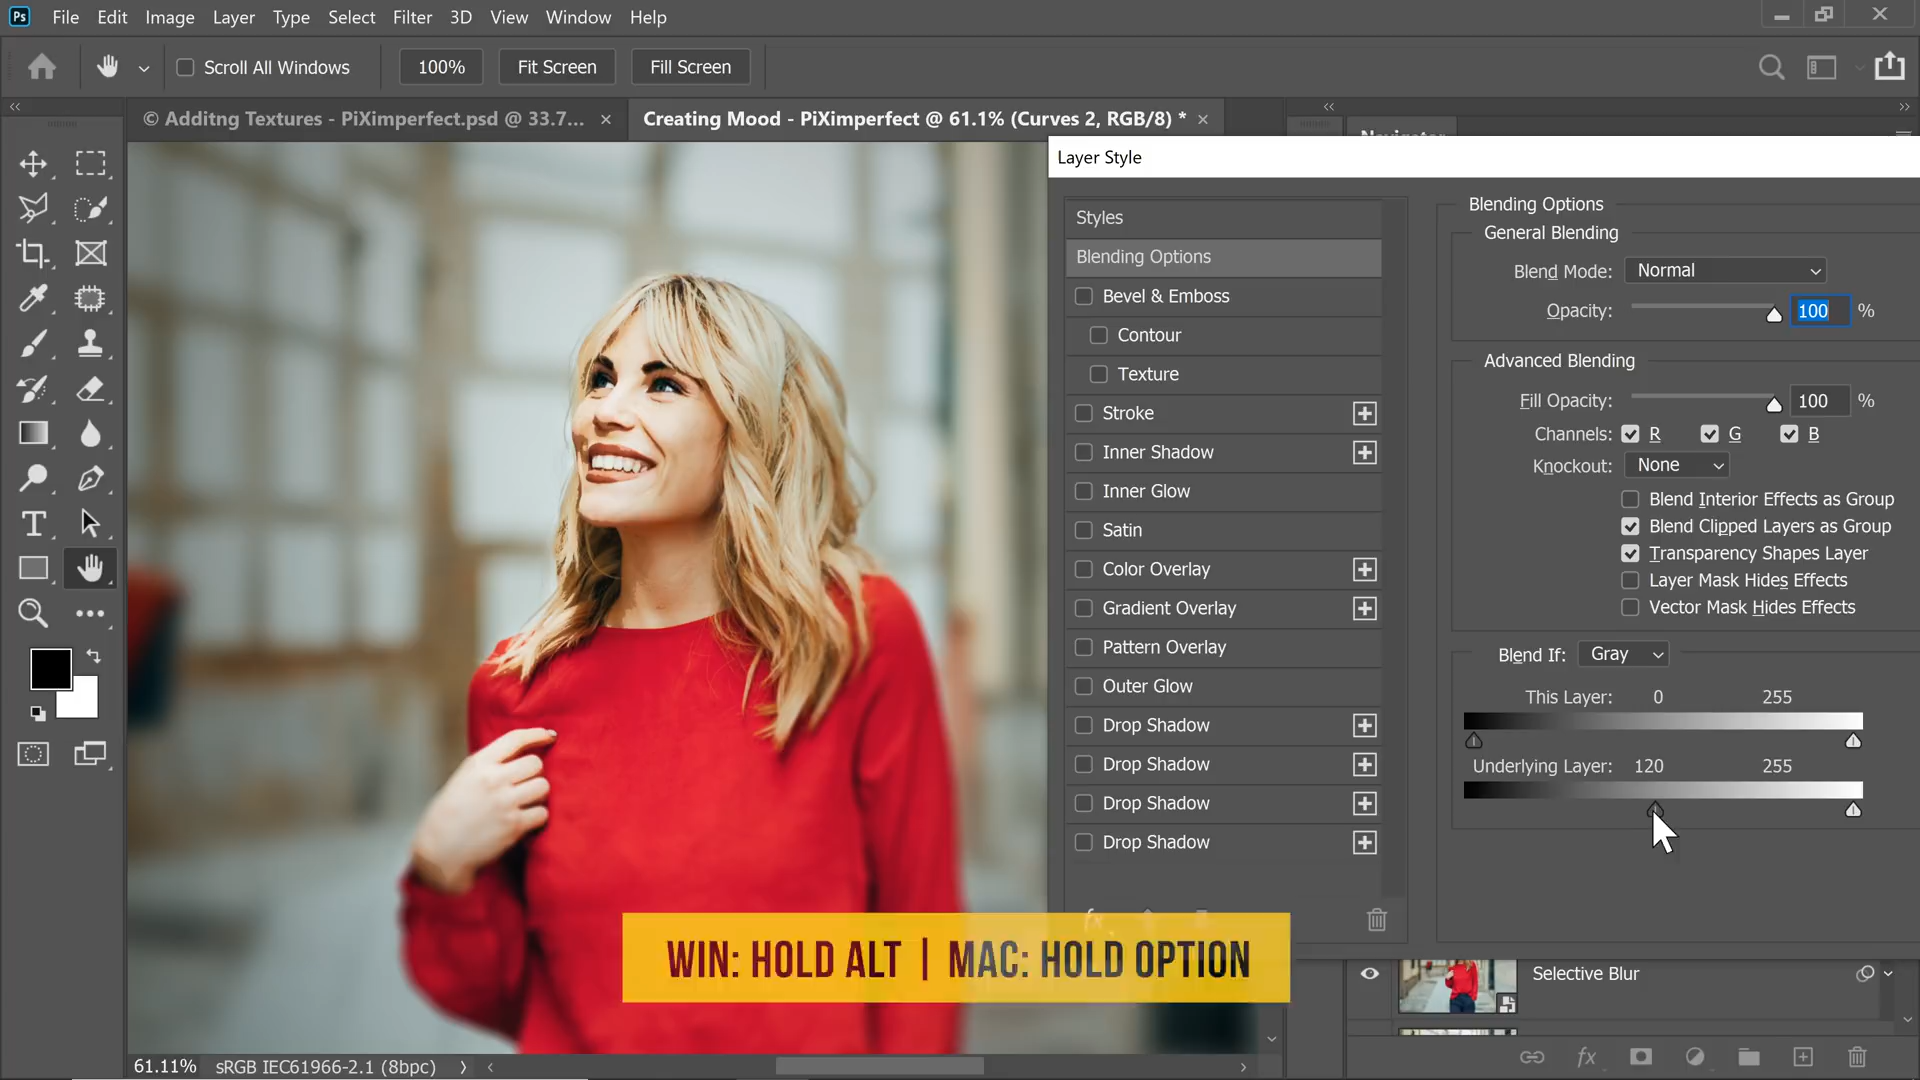 Ps File Edit Image Layer Type Select Filter 3D View Window Help
Scroll All Windows 100% Fit Screen Fill Screen
© Additng Textures - PiXimperfect.psd @ 33.7... × Creating Mood - PiXimperfect @ 61.1% (Curves 2, RGB/8) * ×
Navigator
Layer Style
Styles
Blending Options
Bevel & Emboss
Contour
Texture
Stroke
Inner Shadow
Inner Glow
Satin
Color Overlay
Gradient Overlay
Pattern Overlay
Outer Glow
Drop Shadow
Drop Shadow
Drop Shadow
Drop Shadow
fx
Blending Options
General Blending
Blend Mode: Normal
Opacity: 100 %
Advanced Blending
Fill Opacity: 100 %
Channels: R G B
Knockout: None
Blend Interior Effects as Group
Blend Clipped Layers as Group
Transparency Shapes Layer
Layer Mask Hides Effects
Vector Mask Hides Effects
Blend If: Gray
This Layer: 0 255
Underlying Layer: 120 255
WIN: HOLD ALT | MAC: HOLD OPTION
Selective Blur
fx
61.11% sRGB IEC61966-2.1 (8bpc)